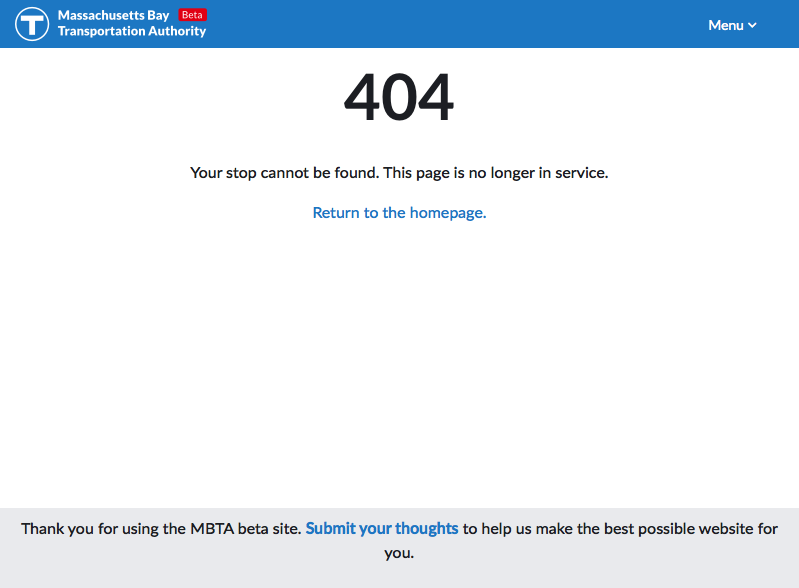 Massachusetts Bay Beta
Transportation Authority
Menu
404
Your stop cannot be found. This page is no longer in service.
Return to the homepage.
Thank you for using the MBTA beta site. Submit your thoughts to help us make the best possible website for
you.